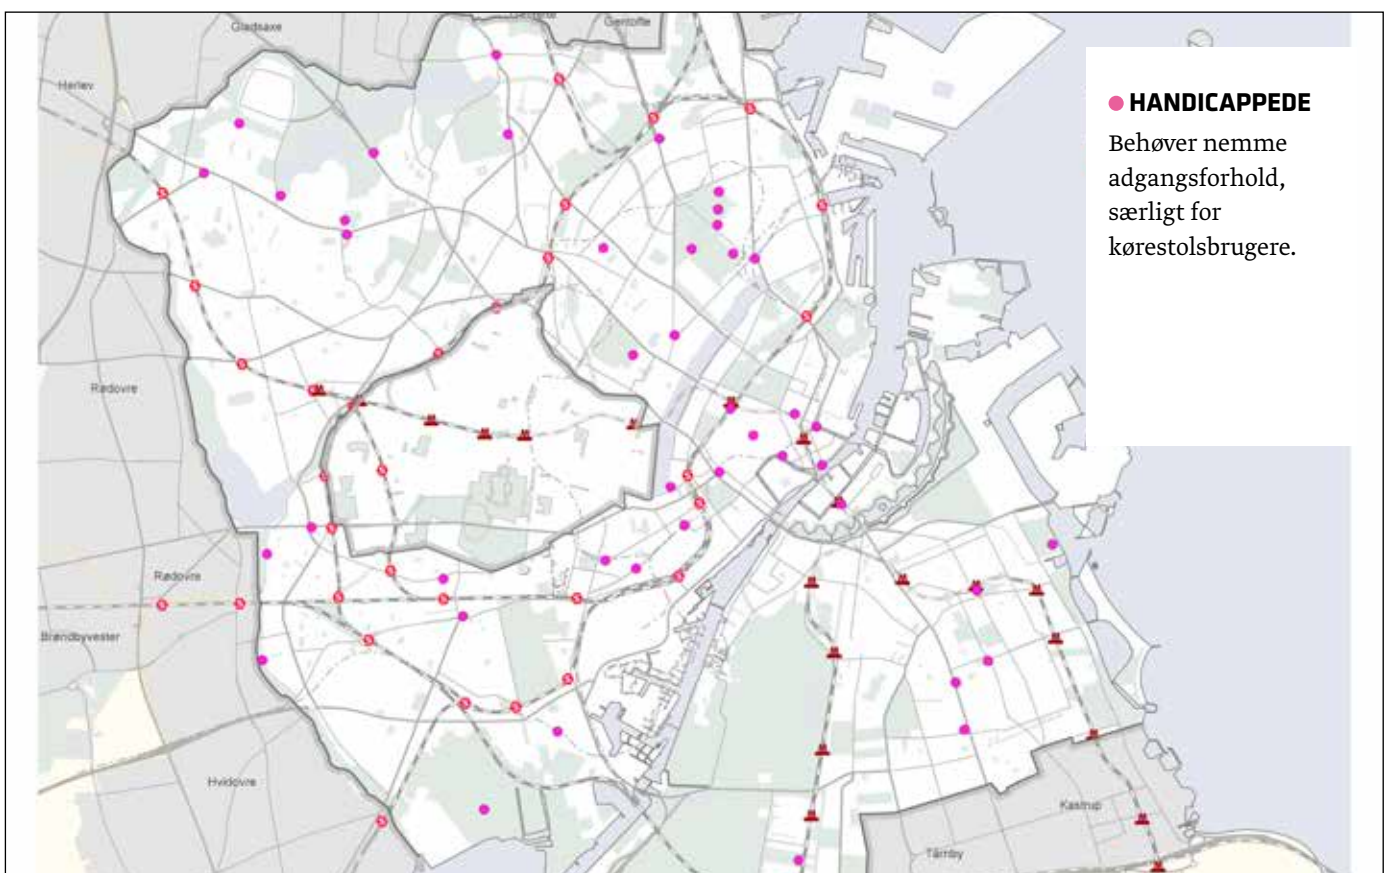 Gladsaxe
Gentofte
Herlev
HANDICAPPEDE
Behøver nemme
adgangsforhold,
særligt for
kørestolsbrugere.
Rødovre
Rødovre
Brøndbyvester
Hvidovre
Kastrup
Tårnby